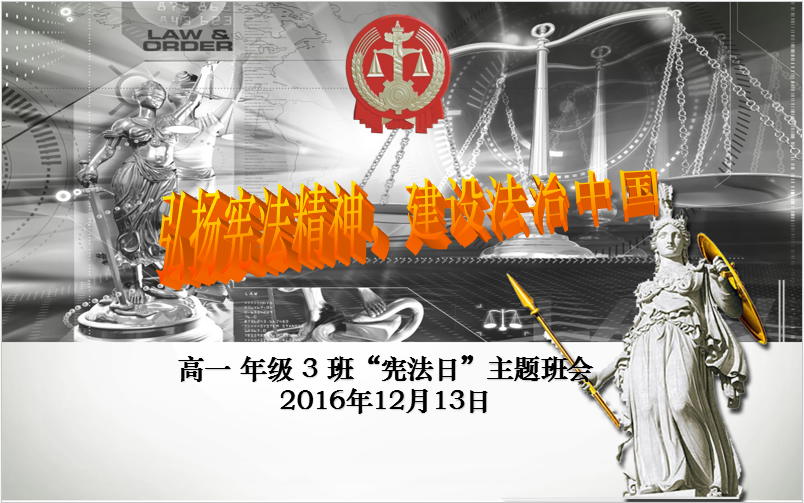 LAW &
ORDER
弘扬宪法精神、建设法治中国
LAW
高一 年级 3 班“宪法日”主题班会
2016年12月13日